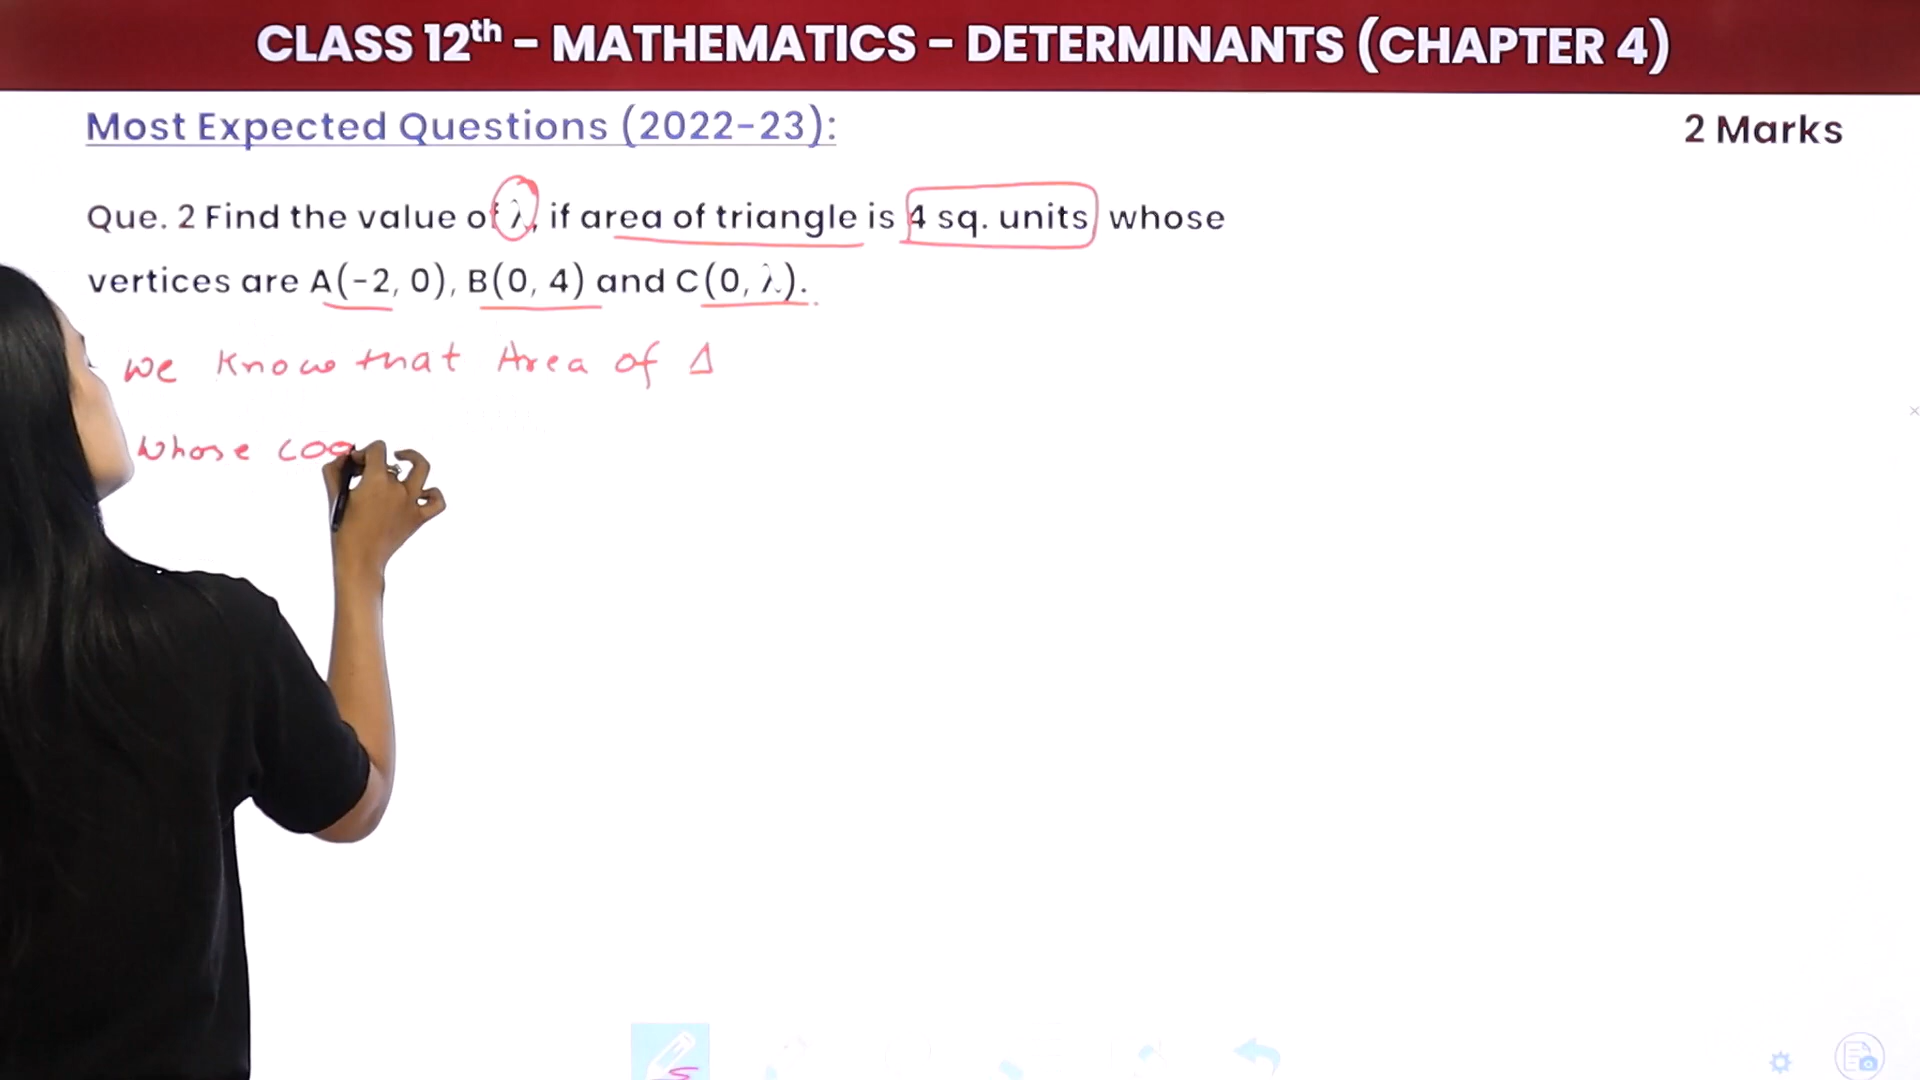 CLASS 12th - MATHEMATICS - DETERMINANTS (CHAPTER 4)
Most Expected Questions (2022-23):
2 Marks
Que. 2 Find the value of λ, if area of triangle is 4 sq. units whose
vertices are A(-2, 0), B(0, 4) and C(0, λ).
We know that Area of Δ
whose coo